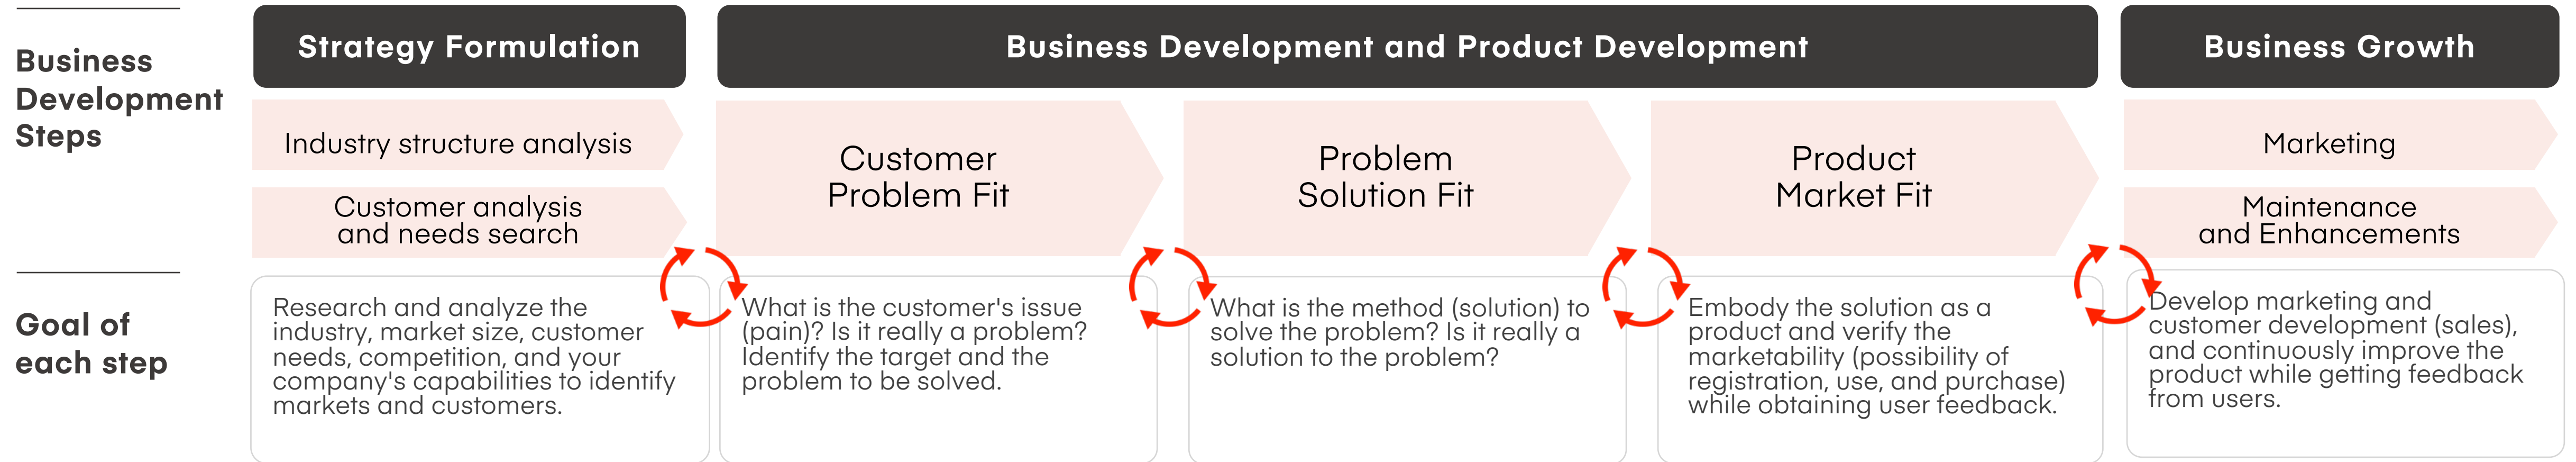 Business
Development
Steps
Strategy Formulation
Business Development and Product Development
Business Growth
Industry structure analysis
Customer analysis
and needs search
Customer
Problem Fit
Problem
Solution Fit
Product
Market Fit
Marketing
Maintenance
and Enhancements
Goal of
each step
Research and analyze the
industry, market size, customer
needs, competition, and your
company's capabilities to identify
markets and customers.
What is the customer's issue
(pain)? Is it really a problem?
Identify the target and the
problem to be solved.
What is the method (solution) to
solve the problem? Is it really a
solution to the problem?
Embody the solution as a
product and verify the
marketability (possibility of
registration, use, and purchase)
while obtaining user feedback.
Develop marketing and
customer development (sales),
and continuously improve the
product while getting feedback
from users.